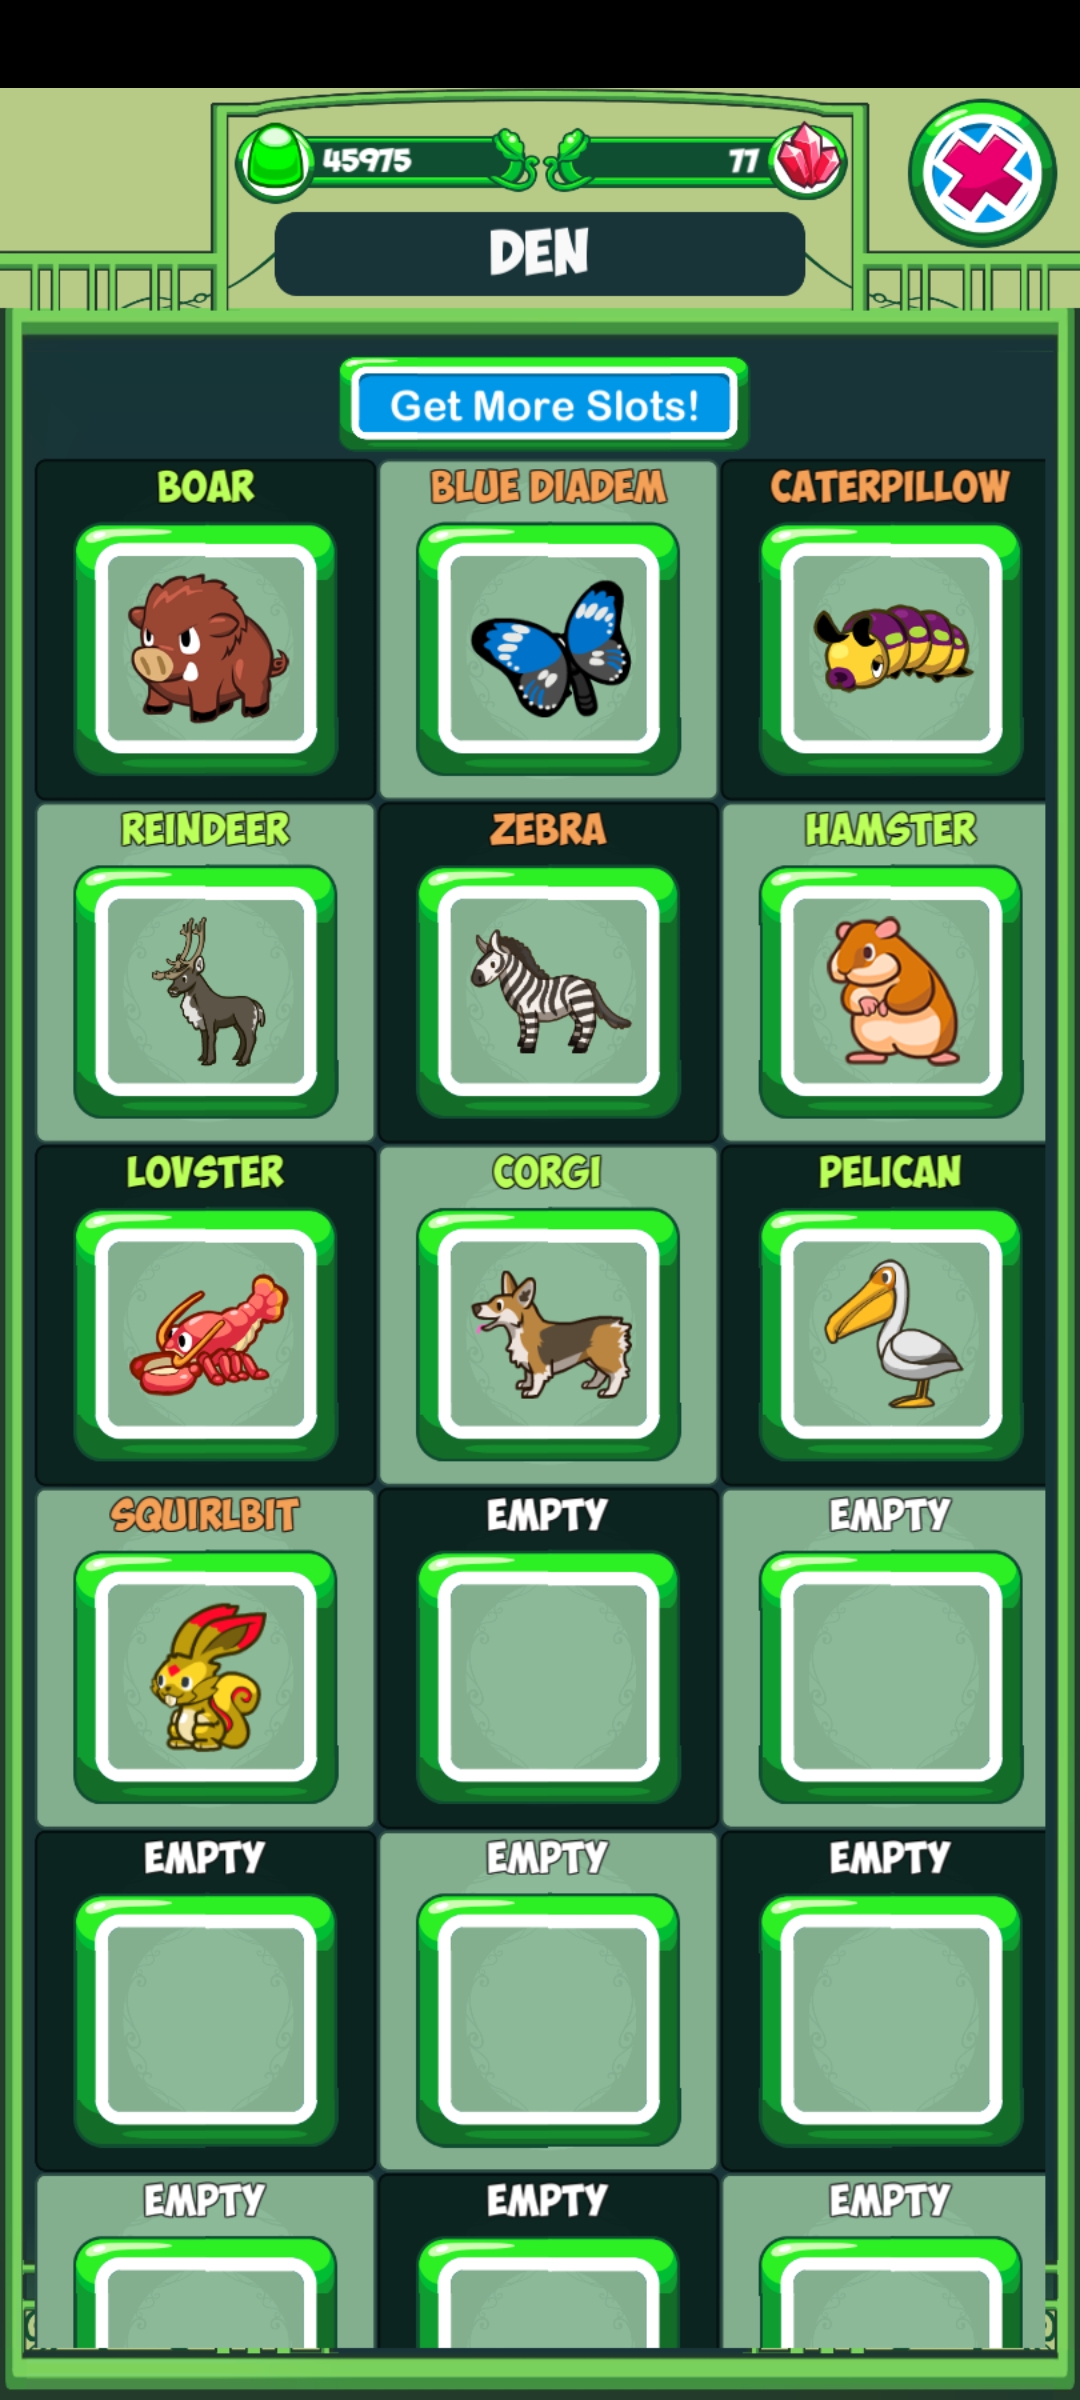 45975
77
DEN
Get More Slots!
BOAR
BLUE DIADEM
CATERPILLOW
REINDEER
ZEBRA
HAMSTER
LOVSTER
CORGI
PELICAN
SQUIRLBIT
EMPTY
EMPTY
EMPTY
EMPTY
EMPTY
EMPTY
EMPTY
EMPTY